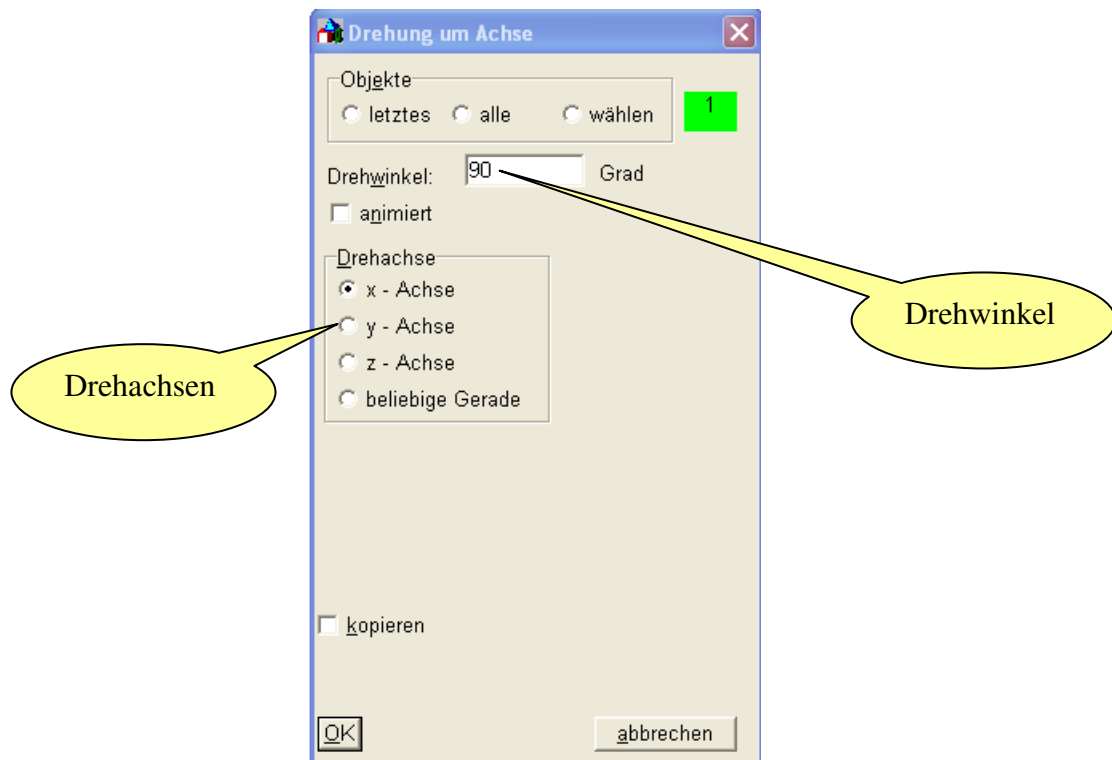 Drehung um Achse
Objekte
letztes alle wählen 1
Drehwinkel: 90 Grad
animiert
Drehachse
x - Achse
y - Achse
z - Achse
beliebige Gerade
Drehwinkel
Drehachsen
kopieren
OK abbrechen